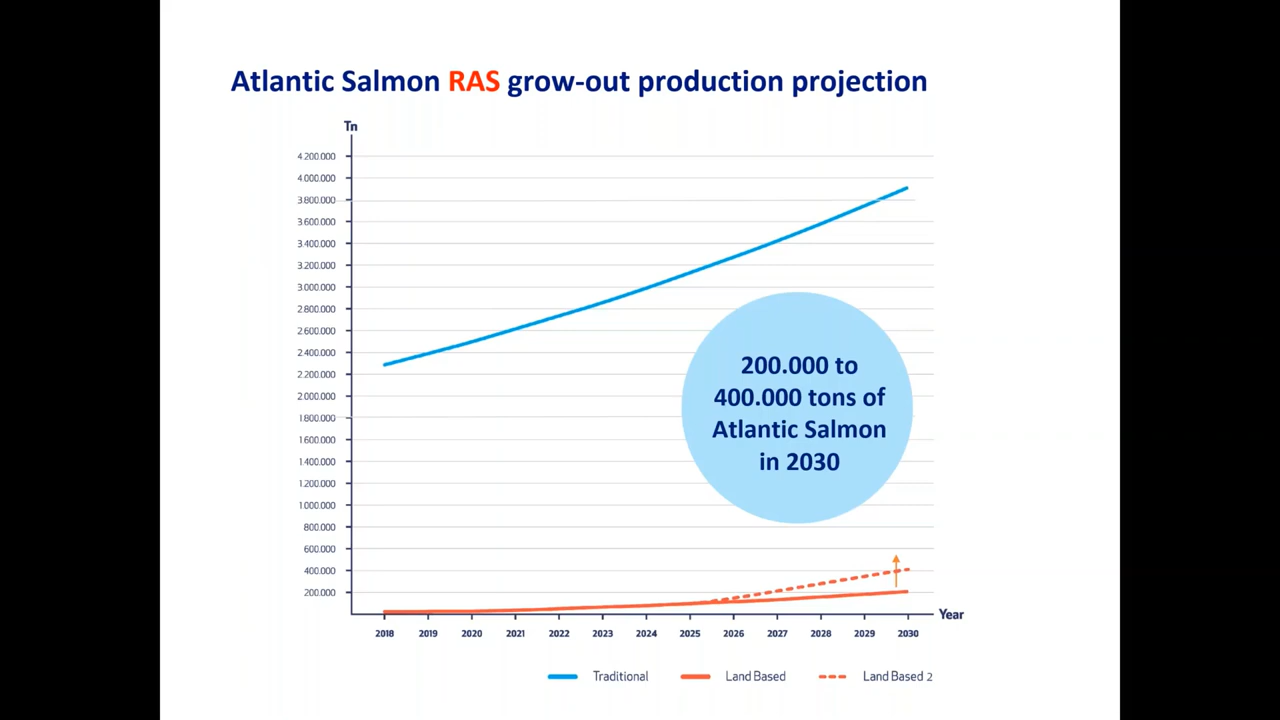 Atlantic Salmon RAS grow-out production projection
Tn
4.200.000
4.000.000
3.800.000
3.600.000
3.400.000
3.200.000
3.000.000
2.800.000
2.600.000
2.400.000
2.200.000
2.000.000
1.800.000
1.600.000
1.400.000
1.200.000
1.000.000
800.000
600.000
400.000
200.000
200.000 to
400.000 tons of
Atlantic Salmon
in 2030
Year
2018 2019 2020 2021 2022 2023 2024 2025 2026 2027 2028 2029 2030
Traditional Land Based Land Based 2